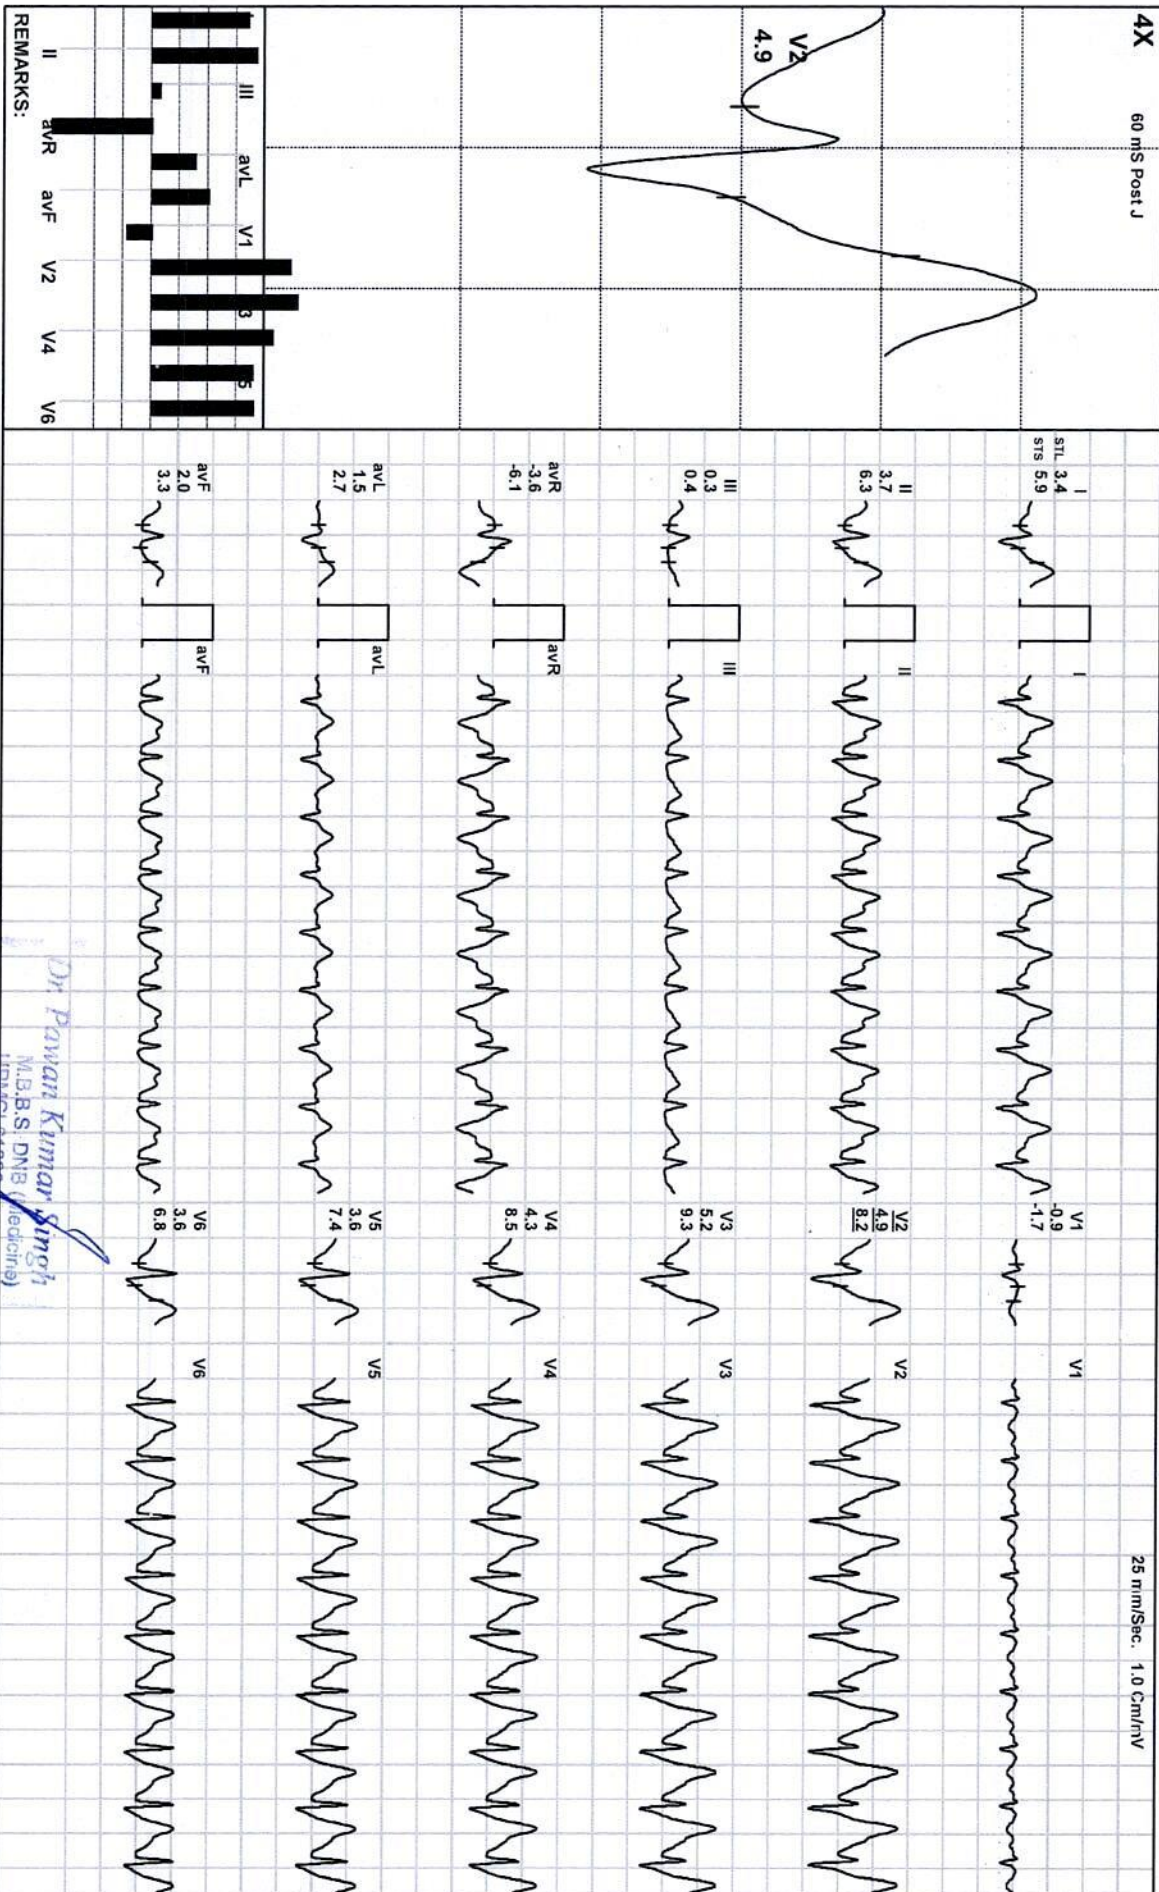 4X
60 mS Post J
25 mm/Sec. 1.0 Cm/mV
V2
4.9
I
STL 3.4
STS 5.9
I
V1
-0.9
-1.7
V1
II
3.7
6.3
II
V2
4.9
8.2
V2
III
0.3
0.4
III
V3
5.2
9.3
V3
avR
-3.6
-6.1
avR
V4
4.3
8.5
V4
avL
1.5
2.7
avL
V5
3.6
7.4
V5
avF
2.0
3.3
avF
V6
3.6
6.8
V6
III avL V1 3 5
II avR avF V2 V4 V6
REMARKS:
Dr Pawan Kumar Singh
M.B.B.S. DNB (Medicine)